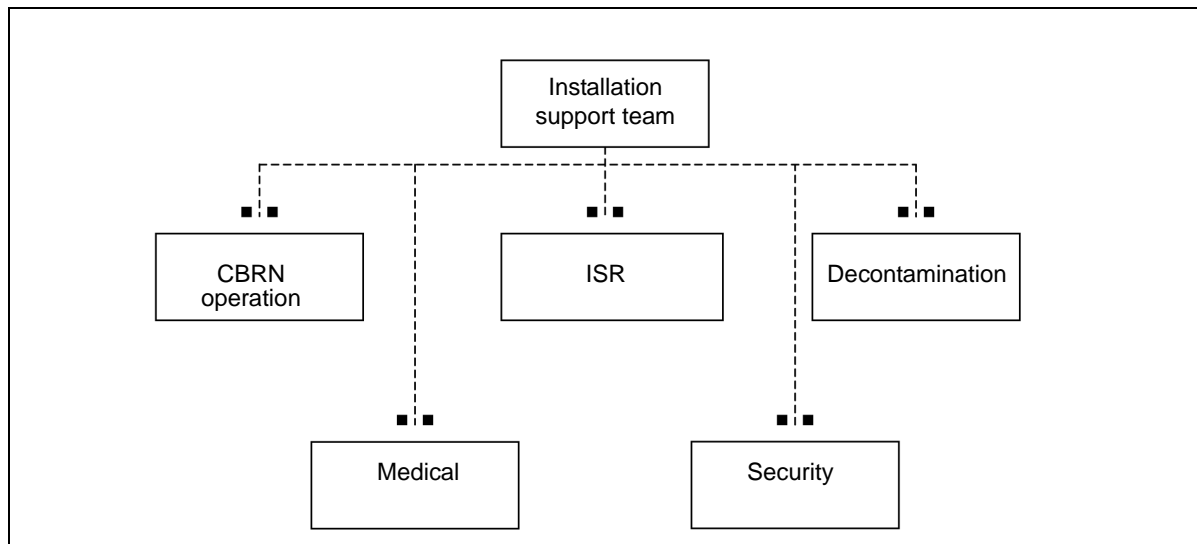 Installation
support team
CBRN
operation
ISR
Decontamination
Medical
Security